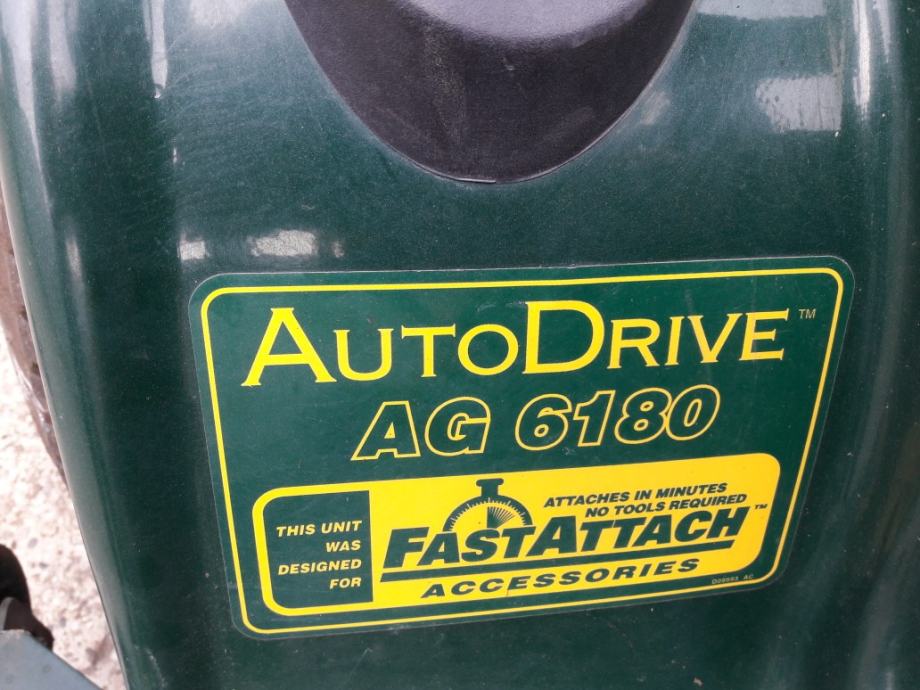 AUTODRIVE™
AG 6180
THIS UNIT
WAS
DESIGNED
FOR
ATTACHES IN MINUTES
NO TOOLS REQUIRED
FASTATTACH™
ACCESSORIES